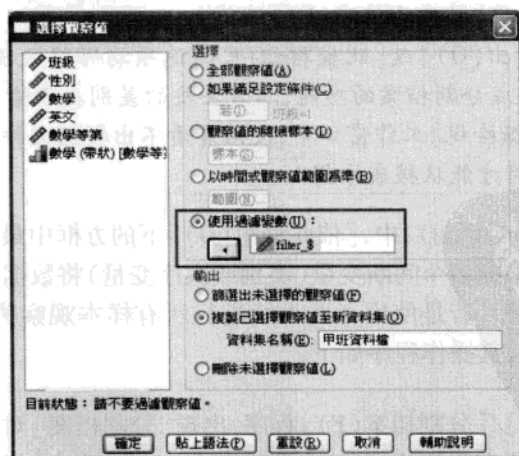 選擇觀察值
班級
性別
數學
英文
數學等第
數學 (帶狀) [數學等
選擇
全部觀察值(A)
如果滿足設定條件(C)
若(I)... 班級=1
觀察值的隨機樣本(D)
樣本(S)...
以時間或觀察值範圍為準(B)
範圍(N)...
使用過濾變數(U):
filter_$
輸出
篩選出未選擇的觀察值(F)
複製已選擇觀察值至新資料集(O)
資料集名稱(E): 甲班資料檔
刪除未選擇觀察值(L)
目前狀態: 請不要過濾觀察值。
確定 貼上語法(P) 重設(R) 取消 輔助說明